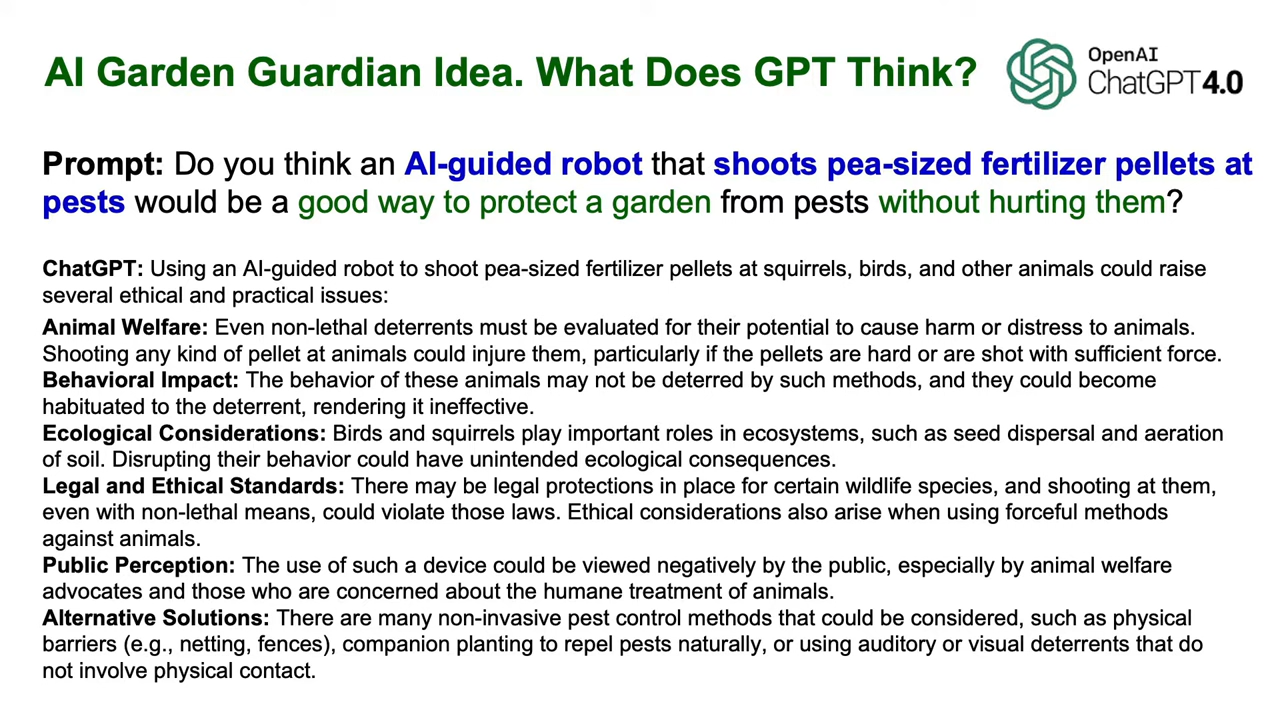 AI Garden Guardian Idea. What Does GPT Think?
OpenAI
ChatGPT 4.0
Prompt: Do you think an AI-guided robot that shoots pea-sized fertilizer pellets at
pests would be a good way to protect a garden from pests without hurting them?
ChatGPT: Using an AI-guided robot to shoot pea-sized fertilizer pellets at squirrels, birds, and other animals could raise
several ethical and practical issues:
Animal Welfare: Even non-lethal deterrents must be evaluated for their potential to cause harm or distress to animals.
Shooting any kind of pellet at animals could injure them, particularly if the pellets are hard or are shot with sufficient force.
Behavioral Impact: The behavior of these animals may not be deterred by such methods, and they could become
habituated to the deterrent, rendering it ineffective.
Ecological Considerations: Birds and squirrels play important roles in ecosystems, such as seed dispersal and aeration
of soil. Disrupting their behavior could have unintended ecological consequences.
Legal and Ethical Standards: There may be legal protections in place for certain wildlife species, and shooting at them,
even with non-lethal means, could violate those laws. Ethical considerations also arise when using forceful methods
against animals.
Public Perception: The use of such a device could be viewed negatively by the public, especially by animal welfare
advocates and those who are concerned about the humane treatment of animals.
Alternative Solutions: There are many non-invasive pest control methods that could be considered, such as physical
barriers (e.g., netting, fences), companion planting to repel pests naturally, or using auditory or visual deterrents that do
not involve physical contact.